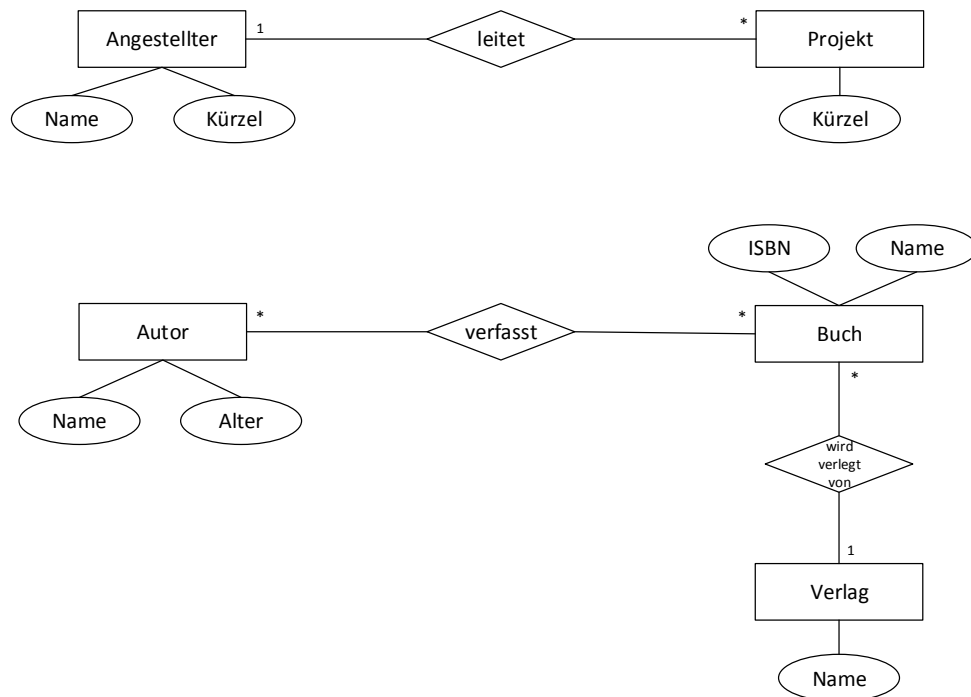 Angestellter
1
leitet
*
Projekt
Name
Kürzel
Kürzel
ISBN
Name
Autor
*
verfasst
*
Buch
*
Name
Alter
wird
verlegt
von
1
Verlag
Name